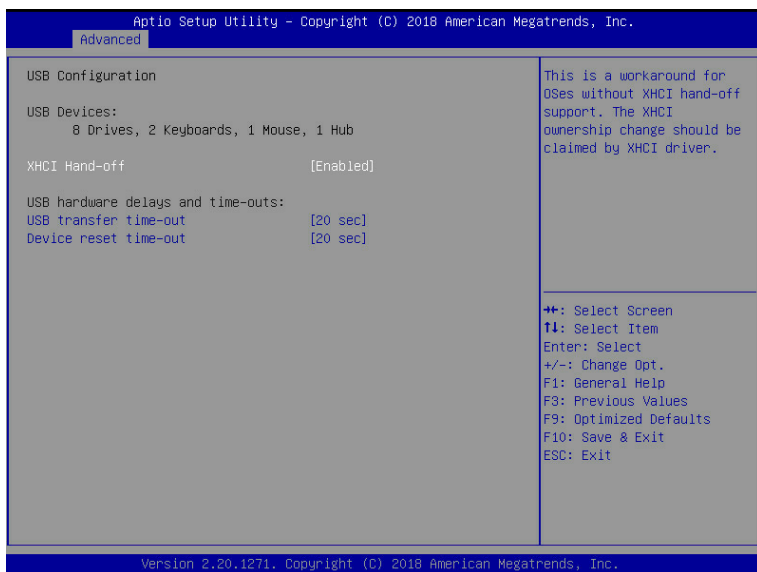 Aptio Setup Utility – Copyright (C) 2018 American Megatrends, Inc.
Advanced
USB Configuration
USB Devices:
8 Drives, 2 Keyboards, 1 Mouse, 1 Hub
XHCI Hand-off [Enabled]
USB hardware delays and time-outs:
USB transfer time-out [20 sec]
Device reset time-out [20 sec]
This is a workaround for
OSes without XHCI hand-off
support. The XHCI
ownership change should be
claimed by XHCI driver.
→←: Select Screen
↑↓: Select Item
Enter: Select
+/-: Change Opt.
F1: General Help
F3: Previous Values
F9: Optimized Defaults
F10: Save & Exit
ESC: Exit
Version 2.20.1271. Copyright (C) 2018 American Megatrends, Inc.